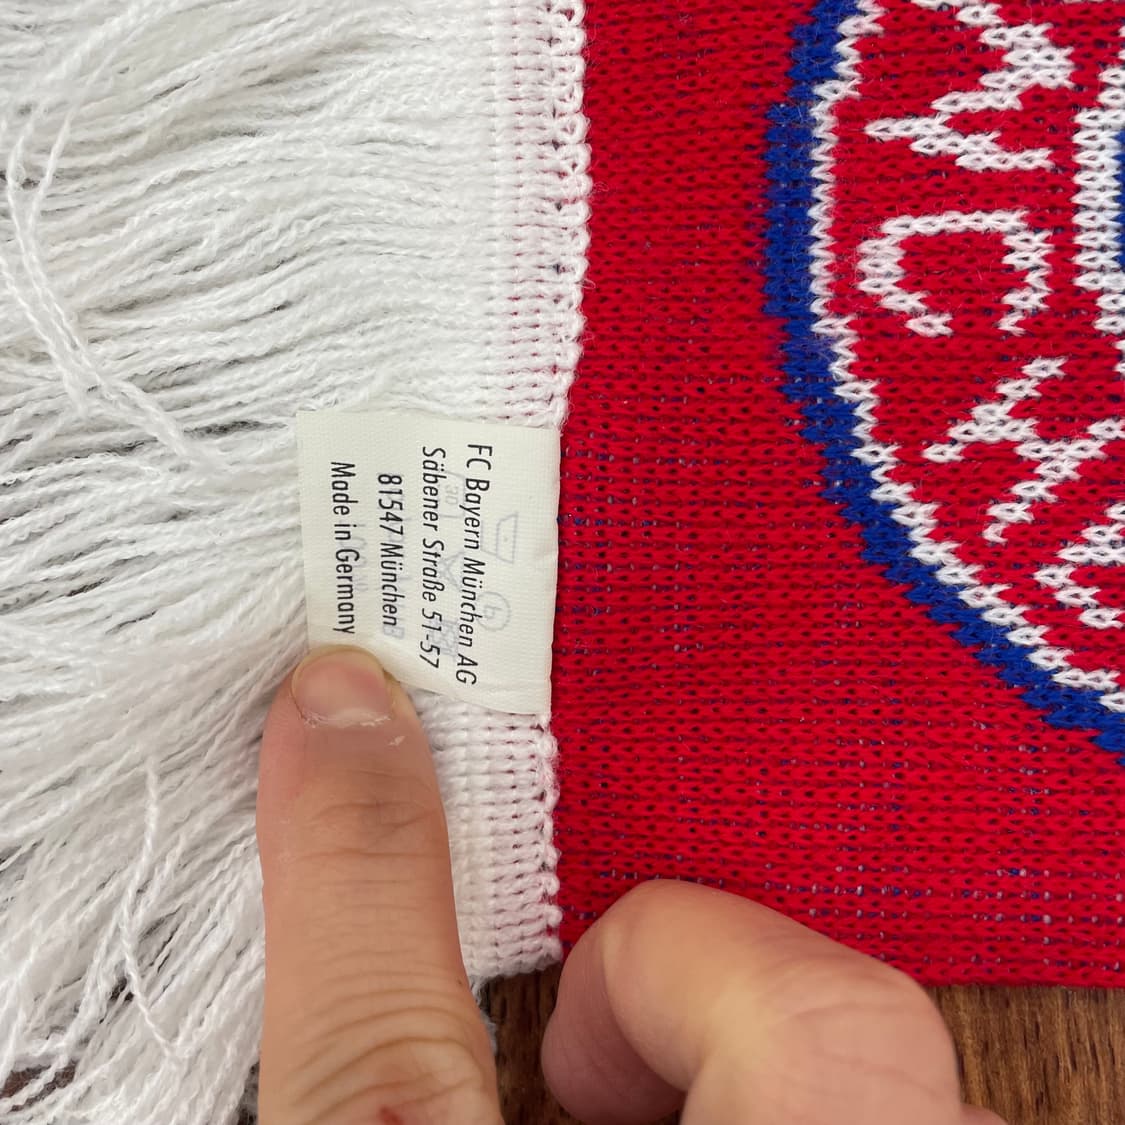 FC Bayern München AG
Säbener Straße 51-57
81547 München
Made in Germany